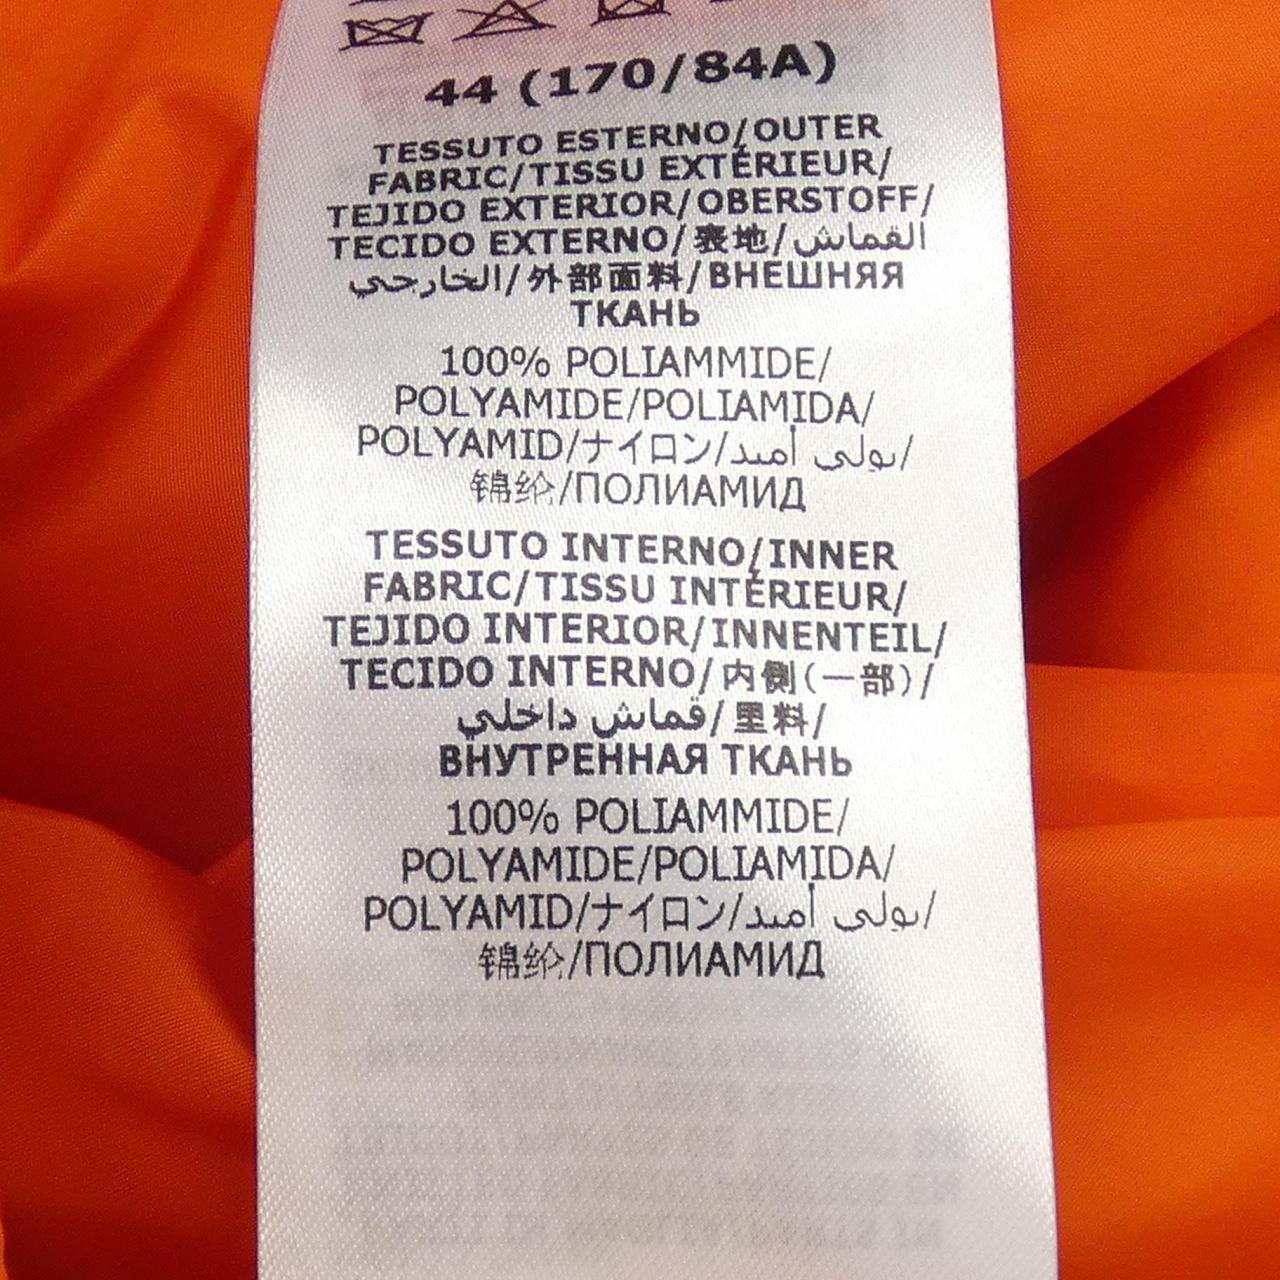 44 (170/84A)
TESSUTO ESTERNO/OUTER
FABRIC/TISSU EXTÉRIEUR/
TEJIDO EXTERIOR/OBERSTOFF/
TECIDO EXTERNO/表地/القماش
الخارجي/外部面料/ВНЕШНЯЯ
ТКАНЬ
100% POLIAMMIDE/
POLYAMIDE/POLIAMIDA/
POLYAMID/ナイロン/بولي أميد/
锦纶/ПОЛИАМИД
TESSUTO INTERNO/INNER
FABRIC/TISSU INTÉRIEUR/
TEJIDO INTERIOR/INNENTEIL/
TECIDO INTERNO/内側(一部)/
قماش داخلي/里料/
ВНУТРЕННАЯ ТКАНЬ
100% POLIAMMIDE/
POLYAMIDE/POLIAMIDA/
POLYAMID/ナイロン/بولي أميد/
锦纶/ПОЛИАМИД